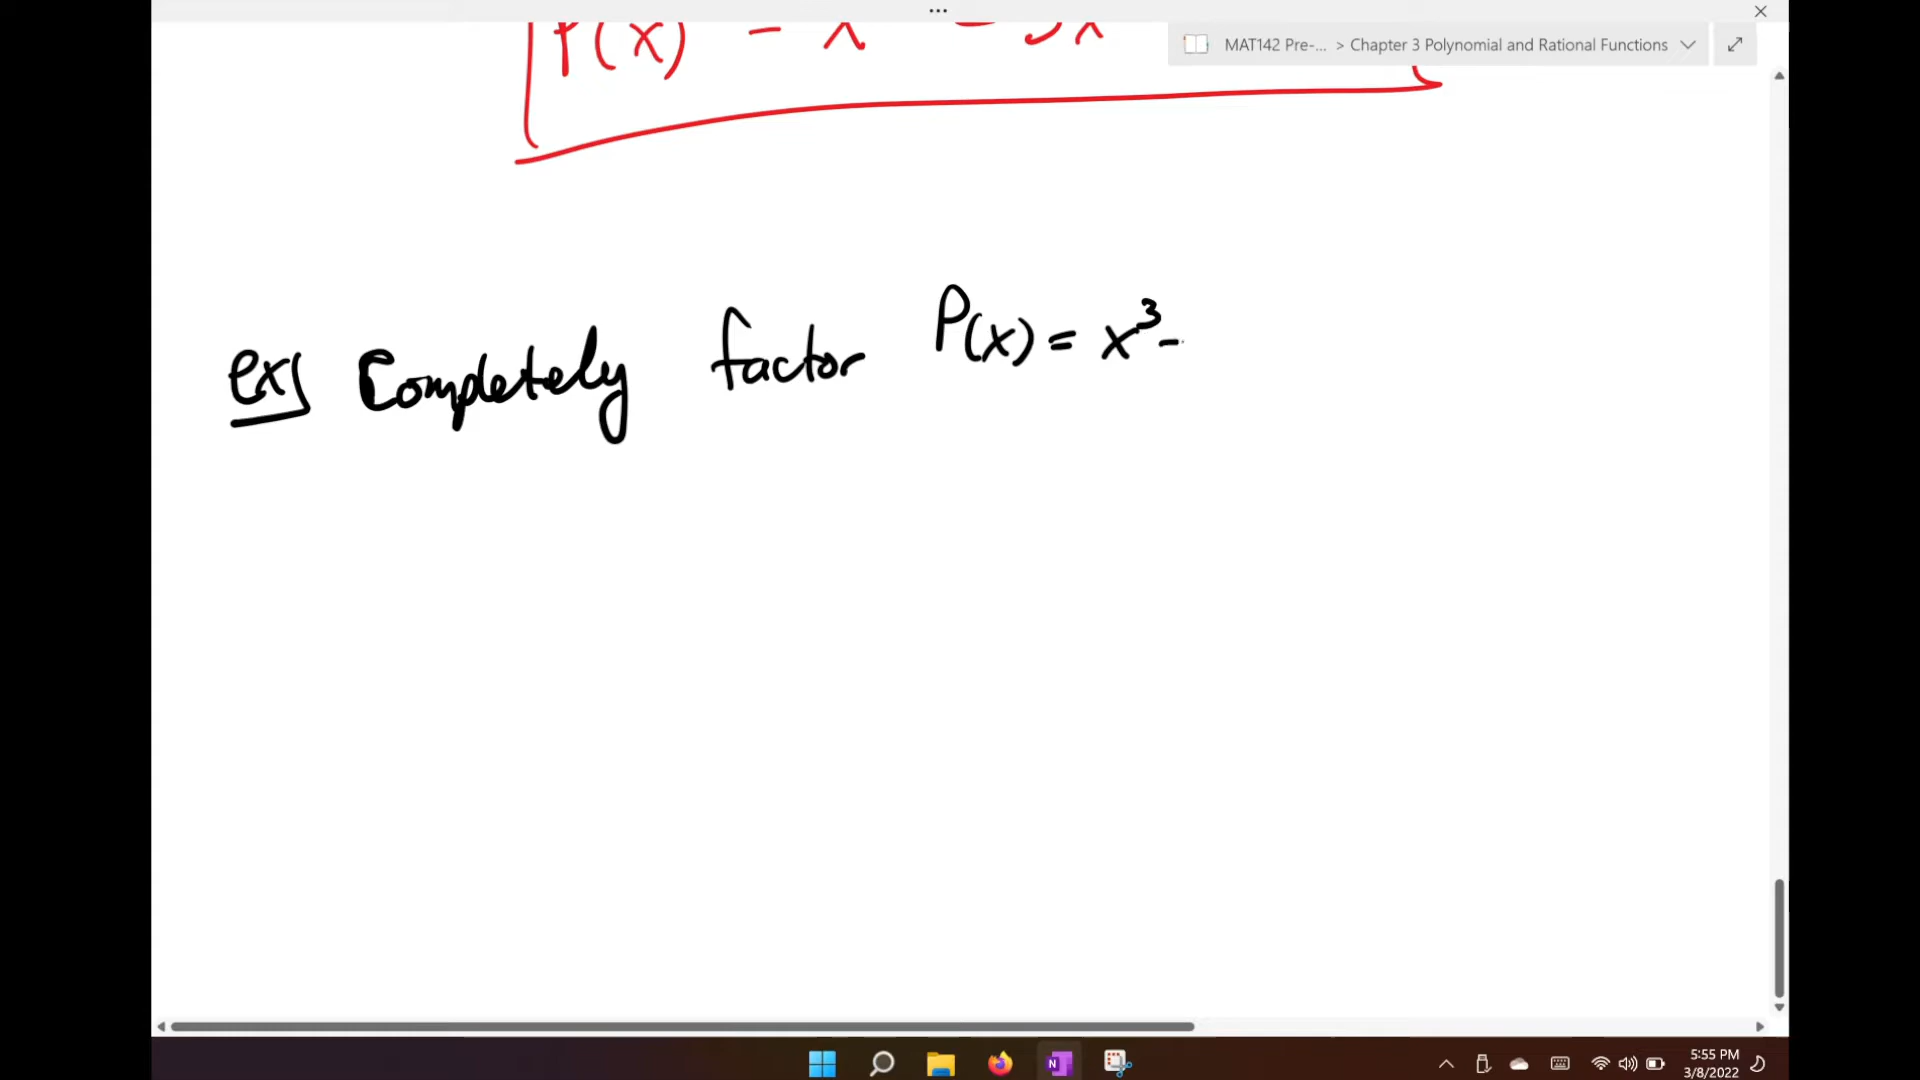 P(x) = x
MAT142 Pre-... > Chapter 3 Polynomial and Rational Functions
ex) Completely factor P(x) = x³ -
5:55 PM
3/8/2022